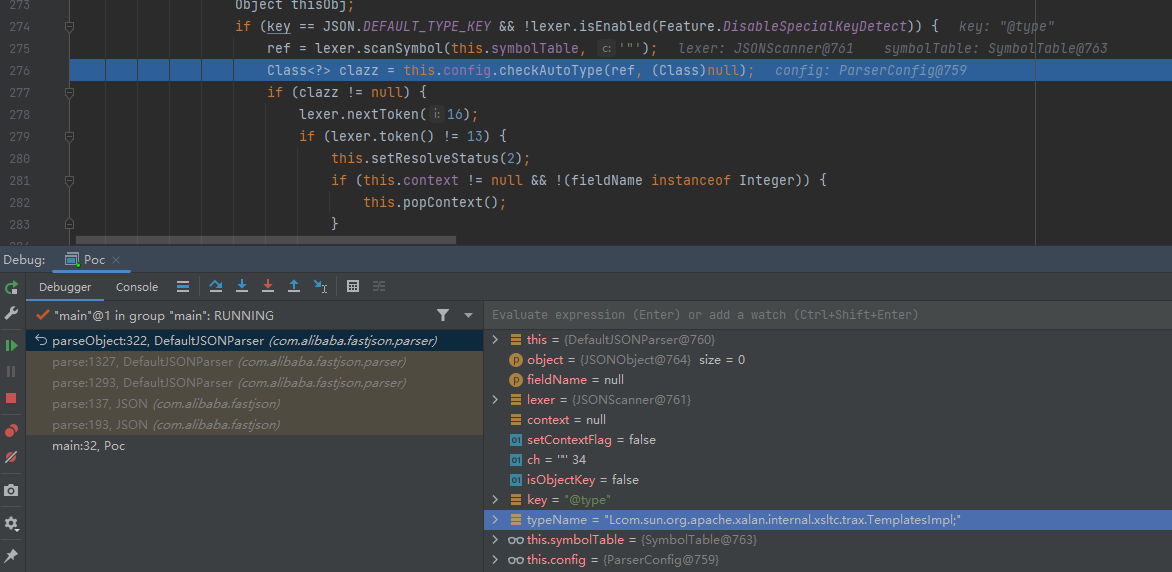 273 Object thisObj;
274 if (key == JSON.DEFAULT_TYPE_KEY && !lexer.isEnabled(Feature.DisableSpecialKeyDetect)) { key: "@type"
275 ref = lexer.scanSymbol(this.symbolTable, c: '"'); lexer: JSONScanner@761 symbolTable: SymbolTable@763
276 Class<?> clazz = this.config.checkAutoType(ref, (Class)null); config: ParserConfig@759
277 if (clazz != null) {
278 lexer.nextToken(i: 16);
279 if (lexer.token() != 13) {
280 this.setResolveStatus(2);
281 if (this.context != null && !(fieldName instanceof Integer)) {
282 this.popContext();
283 }
Debug: Poc
Debugger Console
"main"@1 in group "main": RUNNING
parseObject:322, DefaultJSONParser (com.alibaba.fastjson.parser)
parse:1327, DefaultJSONParser (com.alibaba.fastjson.parser)
parse:1293, DefaultJSONParser (com.alibaba.fastjson.parser)
parse:137, JSON (com.alibaba.fastjson)
parse:193, JSON (com.alibaba.fastjson)
main:32, Poc
Evaluate expression (Enter) or add a watch (Ctrl+Shift+Enter)
this = {DefaultJSONParser@760}
object = {JSONObject@764} size = 0
fieldName = null
lexer = {JSONScanner@761}
context = null
setContextFlag = false
ch = '"' 34
isObjectKey = false
key = "@type"
typeName = "Lcom.sun.org.apache.xalan.internal.xsltc.trax.TemplatesImpl;"
this.symbolTable = {SymbolTable@763}
this.config = {ParserConfig@759}